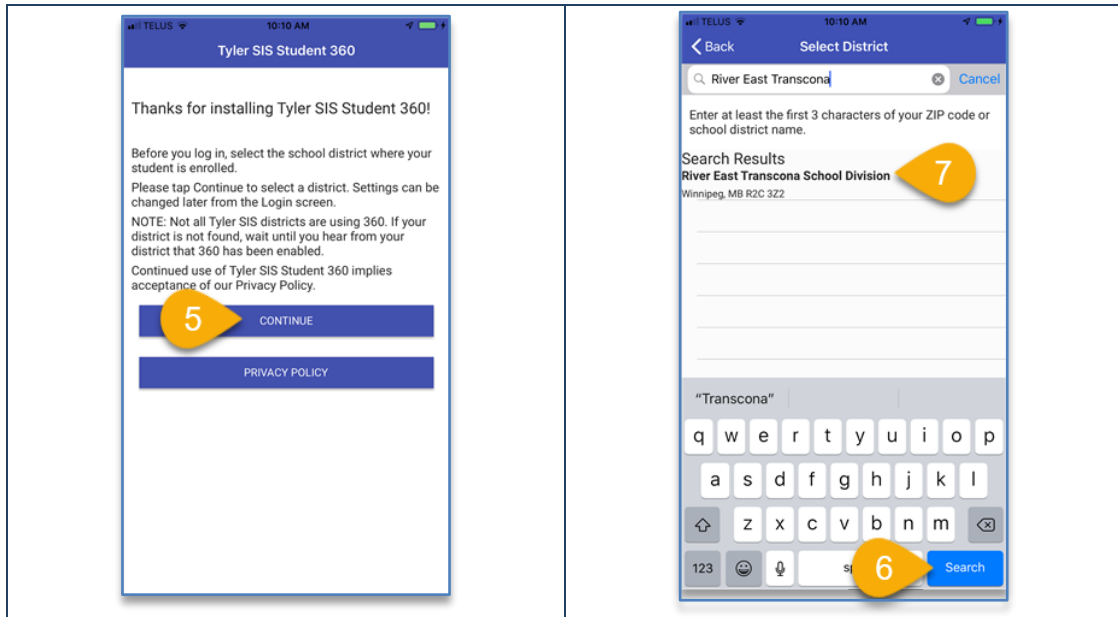 TELUS 10:10 AM
Tyler SIS Student 360
Thanks for installing Tyler SIS Student 360!
Before you log in, select the school district where your
student is enrolled.
Please tap Continue to select a district. Settings can be
changed later from the Login screen.
NOTE: Not all Tyler SIS districts are using 360. If your
district is not found, wait until you hear from your
district that 360 has been enabled.
Continued use of Tyler SIS Student 360 implies
acceptance of our Privacy Policy.
5 CONTINUE
PRIVACY POLICY
TELUS 10:10 AM
Back Select District
River East Transcona Cancel
Enter at least the first 3 characters of your ZIP code or
school district name.
Search Results
River East Transcona School Division
7
Winnipeg, MB R2C 3Z2
"Transcona"
q w e r t y u i o p
a s d f g h j k l
z x c v b n m
123 6 Search